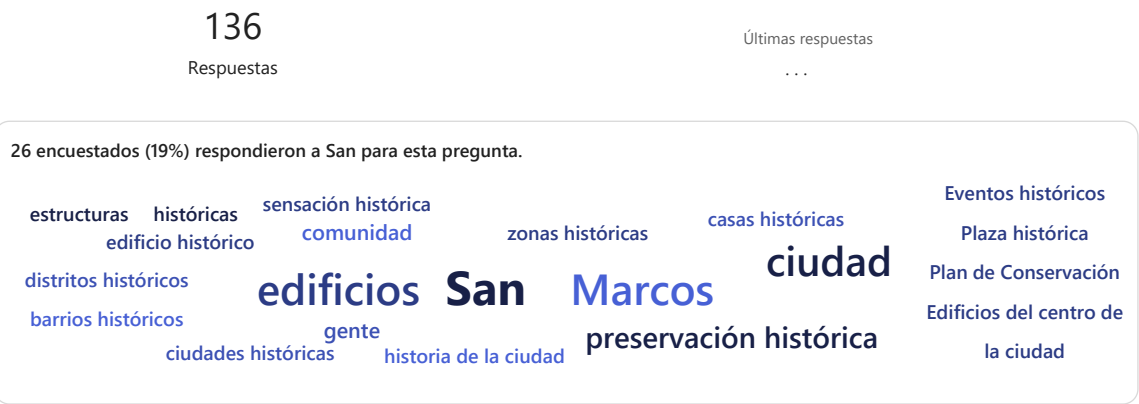 136
Respuestas
Últimas respuestas
...
26 encuestados (19%) respondieron a San para esta pregunta.
estructuras históricas
sensación histórica
edificio histórico
comunidad
zonas históricas
casas históricas
distritos históricos
edificios San Marcos
ciudad
barrios históricos
gente
preservación histórica
ciudades históricas
historia de la ciudad
Eventos históricos
Plaza histórica
Plan de Conservación
Edificios del centro de
la ciudad